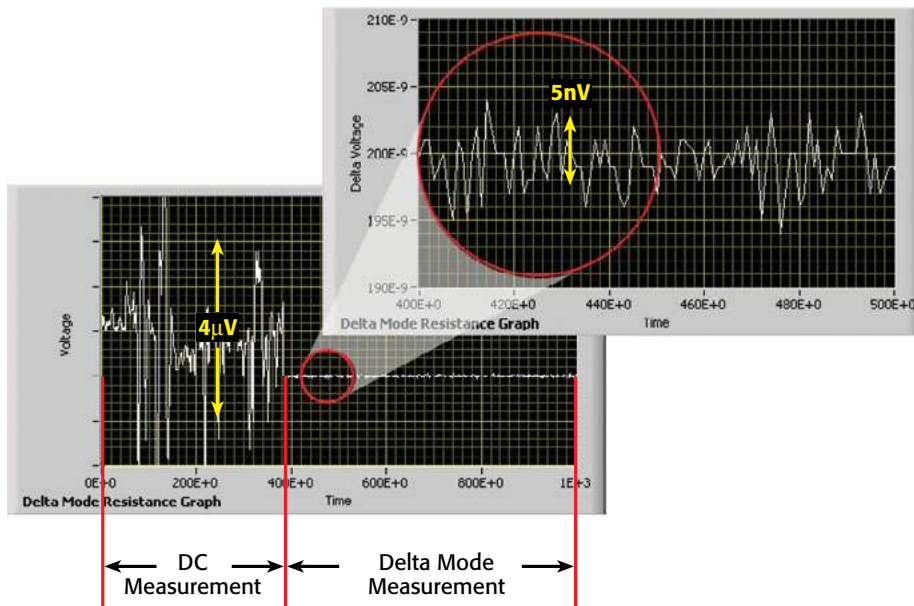 210E-9
205E-9
200E-9
195E-9
190E-9
Delta Voltage
5nV
400E+0 420E+0 440E+0 460E+0 480E+0 500E+0
Delta Mode Resistance Graph
Time
Voltage
4µV
0E+0 200E+0 400E+0 600E+0 800E+0 1E+3
Delta Mode Resistance Graph
Time
DC
Measurement
Delta Mode
Measurement